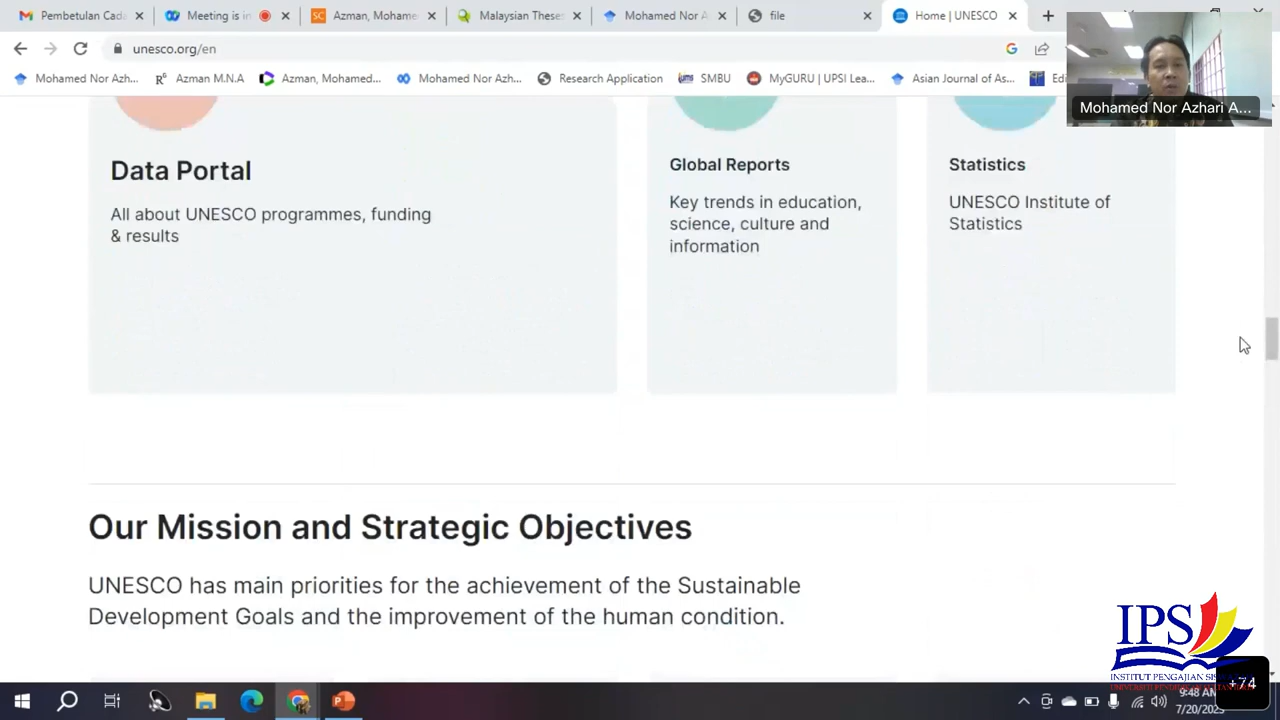 Pembetulan Cada
Meeting is in
Azman, Mohame
Malaysian Theses
Mohamed Nor A
file
Home | UNESCO
unesco.org/en
Mohamed Nor Azh...
Azman M.N.A
Azman, Mohamed...
Mohamed Nor Azh...
Research Application
SMBU
MyGURU | UPSI Lea...
Asian Journal of As...
Mohamed Nor Azhari A...
Data Portal
All about UNESCO programmes, funding
& results
Global Reports
Key trends in education,
science, culture and
information
Statistics
UNESCO Institute of
Statistics
Our Mission and Strategic Objectives
UNESCO has main priorities for the achievement of the Sustainable
Development Goals and the improvement of the human condition.
IPS
+74
9:48 AM
7/20/202